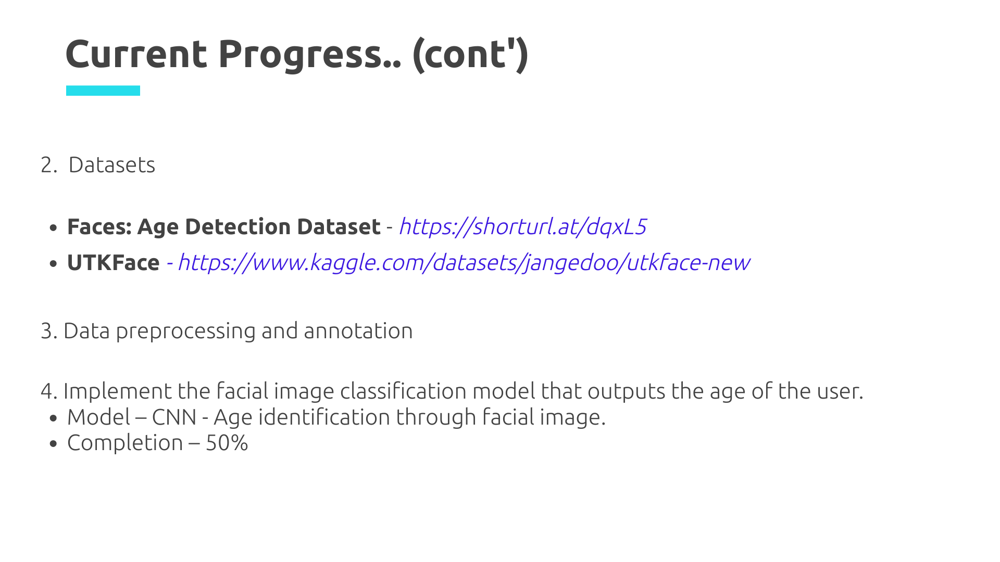 Current Progress.. (cont')
2. Datasets
• Faces: Age Detection Dataset - https://shorturl.at/dqxL5
• UTKFace - https://www.kaggle.com/datasets/jangedoo/utkface-new
3. Data preprocessing and annotation
4. Implement the facial image classification model that outputs the age of the user.
• Model – CNN - Age identification through facial image.
• Completion – 50%